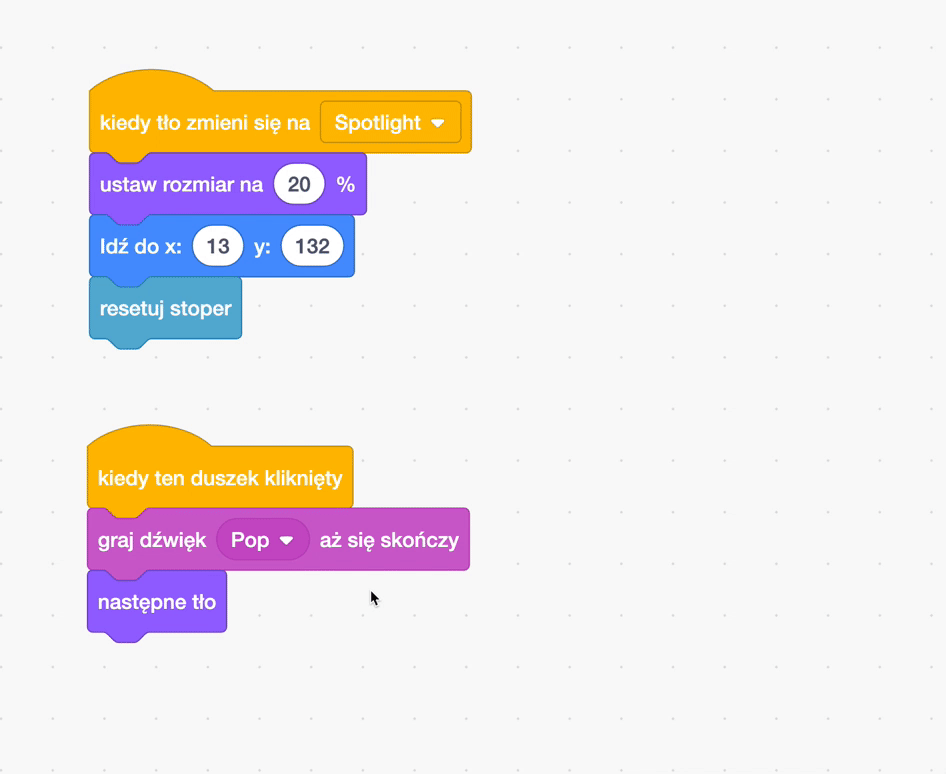 kiedy tło zmieni się na Spotlight
ustaw rozmiar na 20 %
Idź do x: 13 y: 132
resetuj stoper
kiedy ten duszek kliknięty
graj dźwięk Pop aż się skończy
następne tło